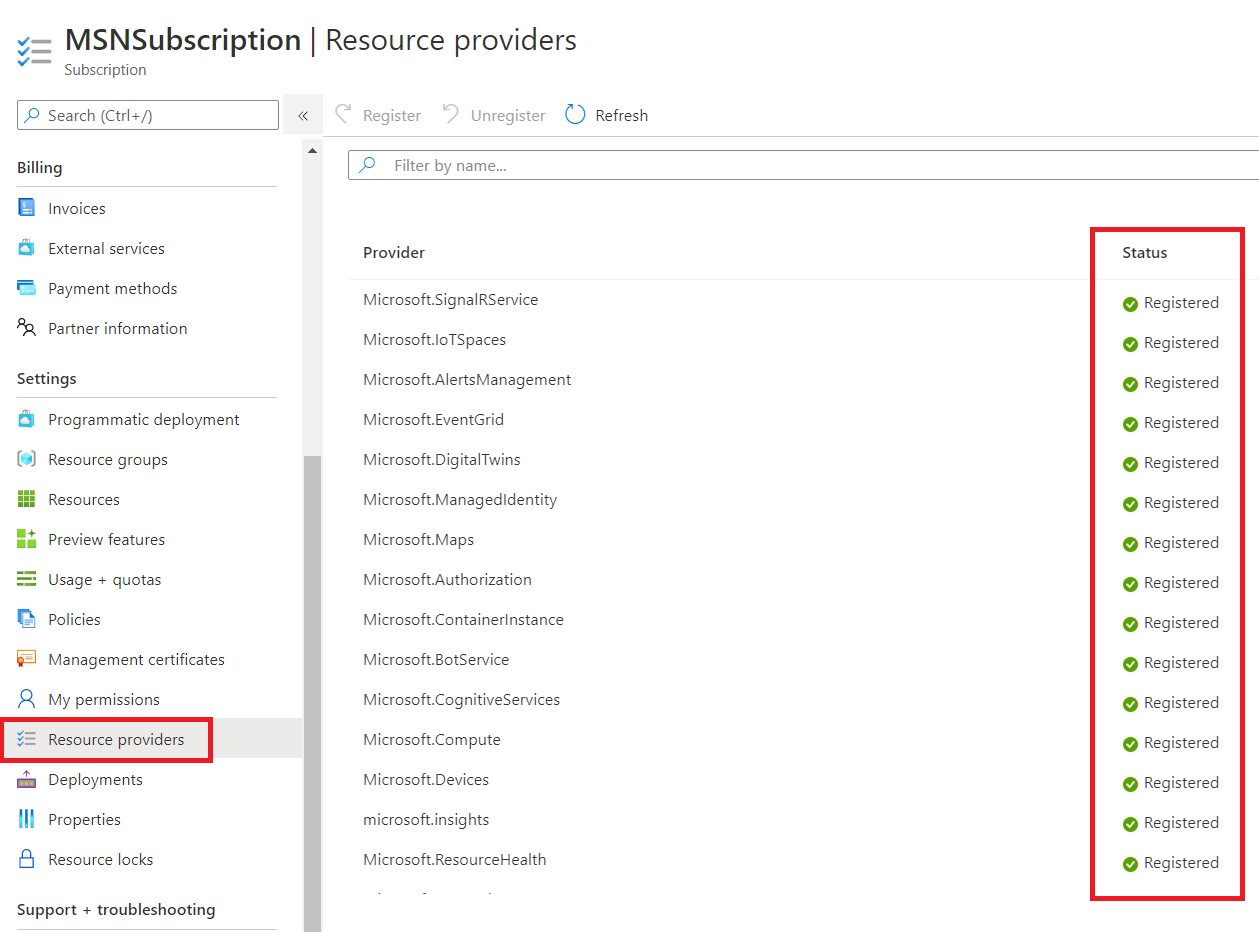 MSNSubscription | Resource providers
Subscription
Search (Ctrl+/)
«
Register
Unregister
Refresh
Billing
Invoices
External services
Payment methods
Partner information
Settings
Programmatic deployment
Resource groups
Resources
Preview features
Usage + quotas
Policies
Management certificates
My permissions
Resource providers
Deployments
Properties
Resource locks
Support + troubleshooting
Filter by name...
Provider Status
Microsoft.SignalRService Registered
Microsoft.IoTSpaces Registered
Microsoft.AlertsManagement Registered
Microsoft.EventGrid Registered
Microsoft.DigitalTwins Registered
Microsoft.ManagedIdentity Registered
Microsoft.Maps Registered
Microsoft.Authorization Registered
Microsoft.ContainerInstance Registered
Microsoft.BotService Registered
Microsoft.CognitiveServices Registered
Microsoft.Compute Registered
Microsoft.Devices Registered
microsoft.insights Registered
Microsoft.ResourceHealth Registered